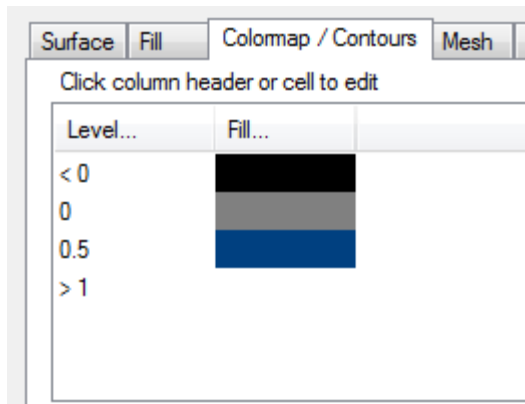 Surface Fill Colormap / Contours Mesh
Click column header or cell to edit
Level... Fill...
< 0
0
0.5
> 1